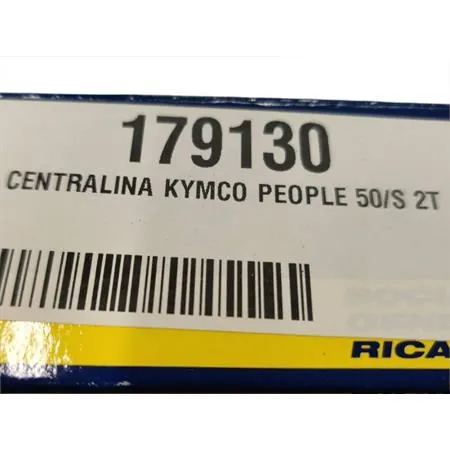 179130
CENTRALINA KYMCO PEOPLE 50/S 2T
RICA